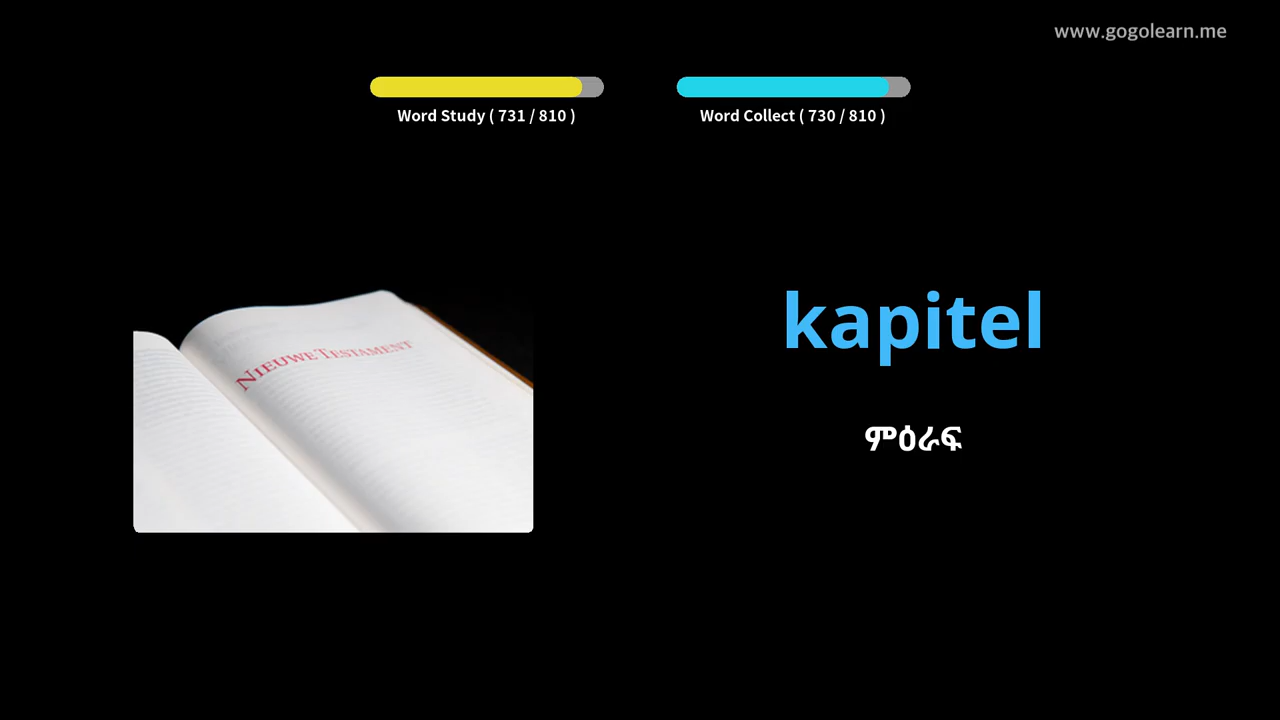 www.gogolearn.me
Word Study ( 731 / 810 )
Word Collect ( 730 / 810 )
NIEUWE TESTAMENT
kapitel
ምዕራፍ